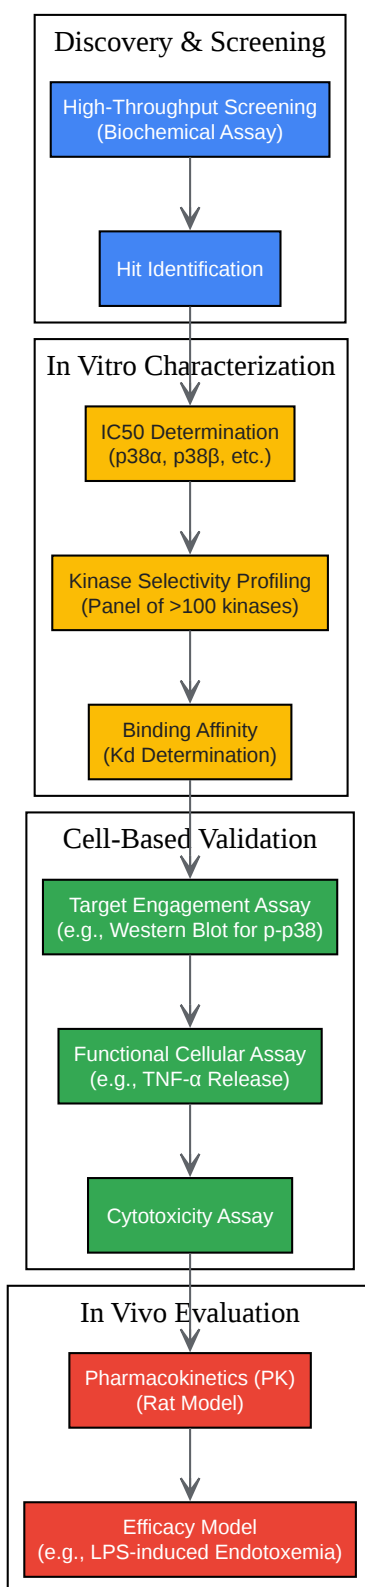 Discovery & Screening
High-Throughput Screening
(Biochemical Assay)
Hit Identification
In Vitro Characterization
IC50 Determination
(p38α, p38β, etc.)
Kinase Selectivity Profiling
(Panel of >100 kinases)
Binding Affinity
(Kd Determination)
Cell-Based Validation
Target Engagement Assay
(e.g., Western Blot for p-p38)
Functional Cellular Assay
(e.g., TNF-α Release)
Cytotoxicity Assay
In Vivo Evaluation
Pharmacokinetics (PK)
(Rat Model)
Efficacy Model
(e.g., LPS-induced Endotoxemia)